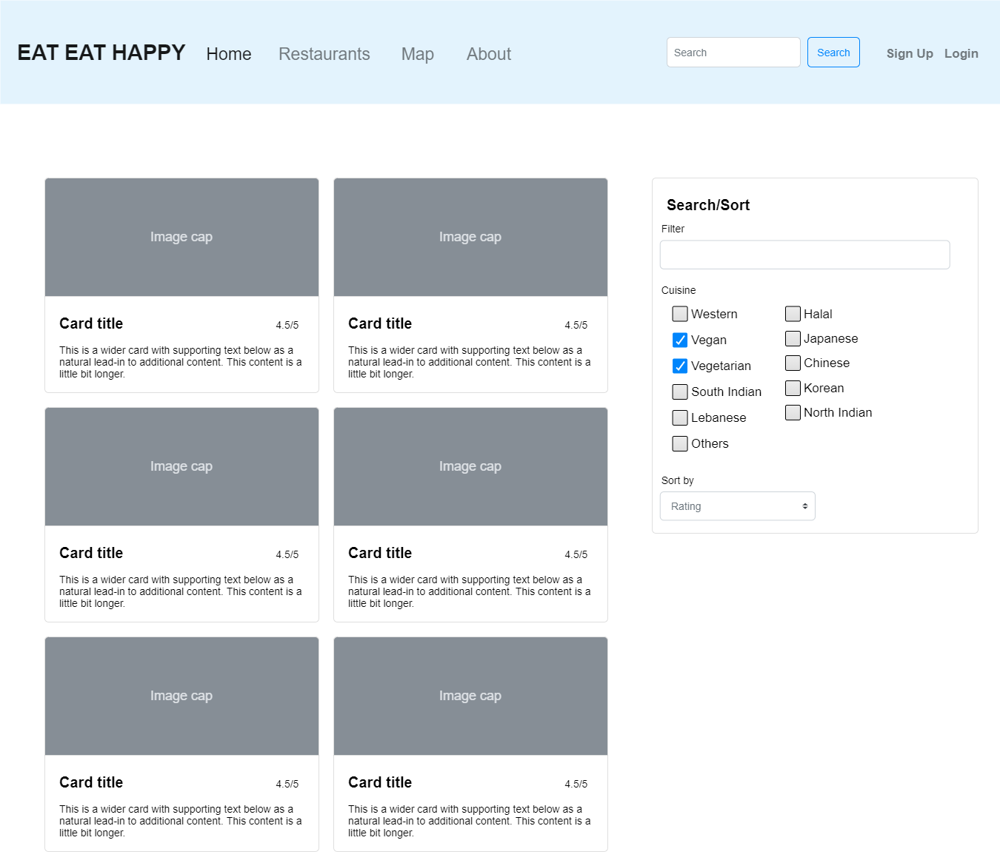 EAT EAT HAPPY Home Restaurants Map About Search Search Sign Up Login
Image cap Image cap
Card title 4.5/5 Card title 4.5/5
This is a wider card with supporting text below as a
natural lead-in to additional content. This content is a
little bit longer.
This is a wider card with supporting text below as a
natural lead-in to additional content. This content is a
little bit longer.
Image cap Image cap
Card title 4.5/5 Card title 4.5/5
This is a wider card with supporting text below as a
natural lead-in to additional content. This content is a
little bit longer.
This is a wider card with supporting text below as a
natural lead-in to additional content. This content is a
little bit longer.
Image cap Image cap
Card title 4.5/5 Card title 4.5/5
This is a wider card with supporting text below as a
natural lead-in to additional content. This content is a
little bit longer.
This is a wider card with supporting text below as a
natural lead-in to additional content. This content is a
little bit longer.
Search/Sort
Filter
Cuisine
Western Halal
Vegan Japanese
Vegetarian Chinese
South Indian Korean
Lebanese North Indian
Others
Sort by
Rating